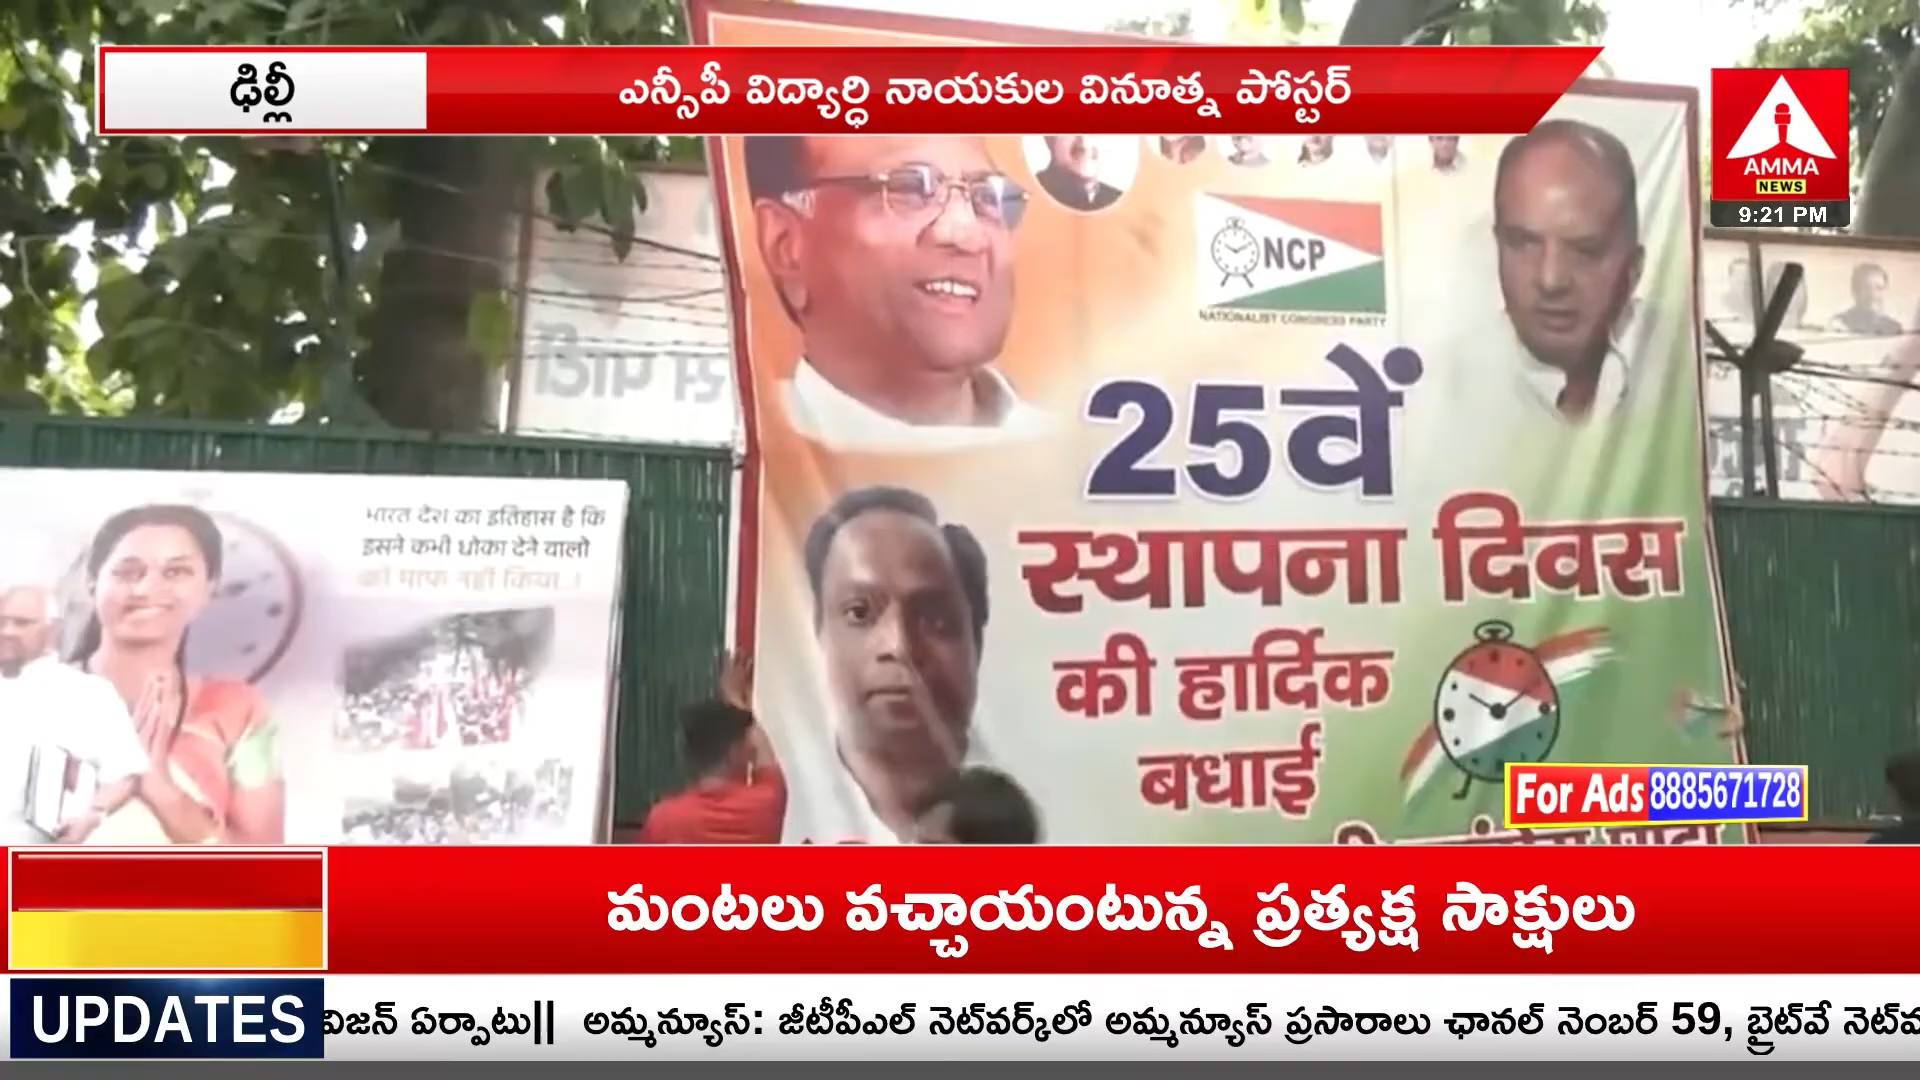 ఢిల్లీ
ఎన్సీపీ విద్యార్ధి నాయకుల వినూత్న పోస్టర్
AMMA
NEWS
9:21 PM
NCP
NATIONALIST CONGRESS PARTY
25वें
स्थापना दिवस
की हार्दिक
बधाई
भारत देश का इतिहास है कि
इसने कभी धोका देने वालो
को माफ नहीं किया..!
For Ads 8885671728
మంటలు వచ్చాయంటున్న ప్రత్యక్ష సాక్షులు
UPDATES
విజన్ ఏర్పాటు|| అమ్మన్యూస్: జీటీపీఎల్ నెట్‌వర్క్‌లో అమ్మన్యూస్ ప్రసారాలు ఛానల్ నెంబర్ 59, బ్రైట్‌వే